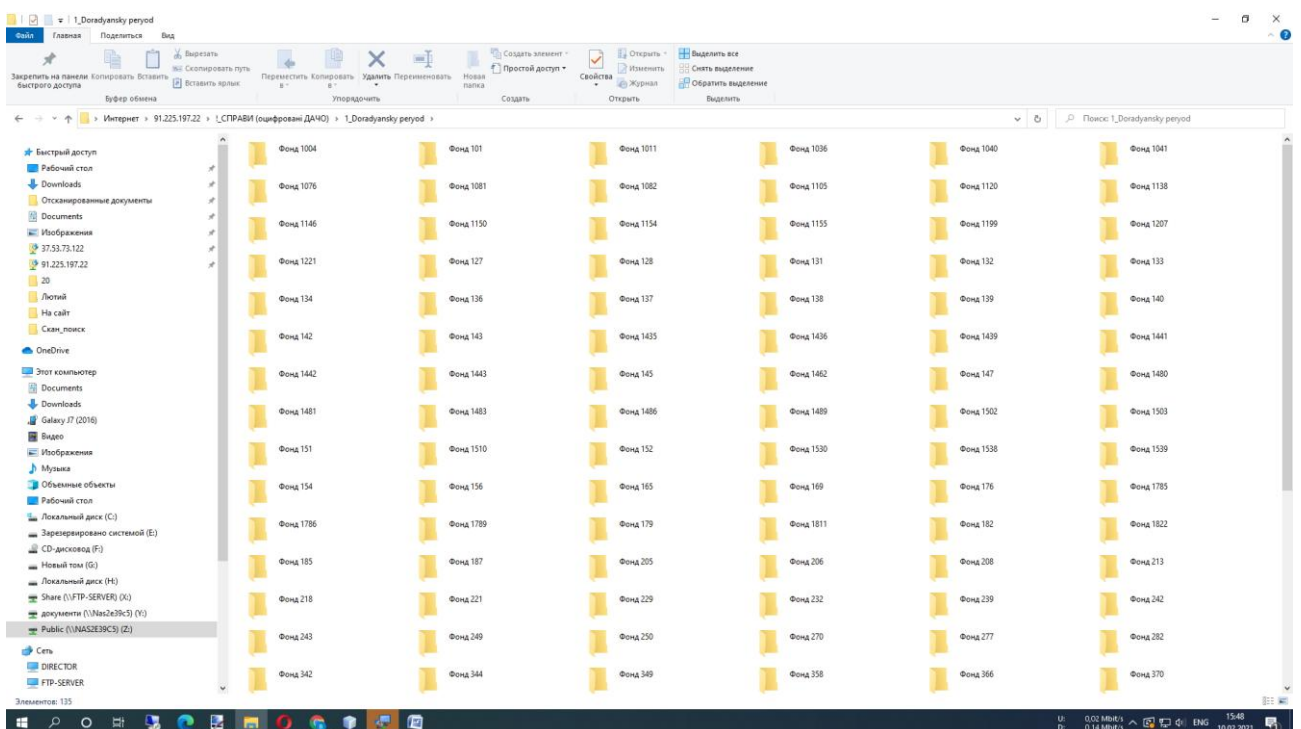 1_Doradyansky peryod
Файл Главная Поделиться Вид
Закрепить на панели быстрого доступа
Копировать
Вставить
Вырезать
Скопировать путь
Вставить ярлык
Буфер обмена
Переместить в
Копировать в
Удалить
Переименовать
Упорядочить
Новая папка
Создать элемент
Простой доступ
Создать
Свойства
Открыть
Изменить
Журнал
Открыть
Выделить все
Снять выделение
Обратить выделение
Выделить
Интернет > 91.225.197.22 > !_СПРАВИ (оцифровані ДАЧО) > 1_Doradyansky peryod >
Поиск: 1_Doradyansky peryod
Быстрый доступ
Рабочий стол
Downloads
Отсканированные документы
Documents
Изображения
37.53.73.122
91.225.197.22
20
Лютий
На сайт
Скан_поиск
OneDrive
Этот компьютер
Documents
Downloads
Galaxy J7 (2016)
Видео
Изображения
Музыка
Объемные объекты
Рабочий стол
Локальный диск (C:)
Зарезервировано системой (E:)
CD-дисковод (F:)
Новый том (G:)
Локальный диск (H:)
Share (\\FTP-SERVER) (X:)
документи (\\Nas2e39c5) (Y:)
Public (\\NAS2E39C5) (Z:)
Сеть
DIRECTOR
FTP-SERVER
Фонд 1004 Фонд 101 Фонд 1011 Фонд 1036 Фонд 1040 Фонд 1041
Фонд 1076 Фонд 1081 Фонд 1082 Фонд 1105 Фонд 1120 Фонд 1138
Фонд 1146 Фонд 1150 Фонд 1154 Фонд 1155 Фонд 1199 Фонд 1207
Фонд 1221 Фонд 127 Фонд 128 Фонд 131 Фонд 132 Фонд 133
Фонд 134 Фонд 136 Фонд 137 Фонд 138 Фонд 139 Фонд 140
Фонд 142 Фонд 143 Фонд 1435 Фонд 1436 Фонд 1439 Фонд 1441
Фонд 1442 Фонд 1443 Фонд 145 Фонд 1462 Фонд 147 Фонд 1480
Фонд 1481 Фонд 1483 Фонд 1486 Фонд 1489 Фонд 1502 Фонд 1503
Фонд 151 Фонд 1510 Фонд 152 Фонд 1530 Фонд 1538 Фонд 1539
Фонд 154 Фонд 156 Фонд 165 Фонд 169 Фонд 176 Фонд 1785
Фонд 1786 Фонд 1789 Фонд 179 Фонд 1811 Фонд 182 Фонд 1822
Фонд 185 Фонд 187 Фонд 205 Фонд 206 Фонд 208 Фонд 213
Фонд 218 Фонд 221 Фонд 229 Фонд 232 Фонд 239 Фонд 242
Фонд 243 Фонд 249 Фонд 250 Фонд 270 Фонд 277 Фонд 282
Фонд 342 Фонд 344 Фонд 349 Фонд 358 Фонд 366 Фонд 370
Элементов: 135
U: 0,02 Mbit/s
D: 0,14 Mbit/s
ENG
15:48
10.02.2021